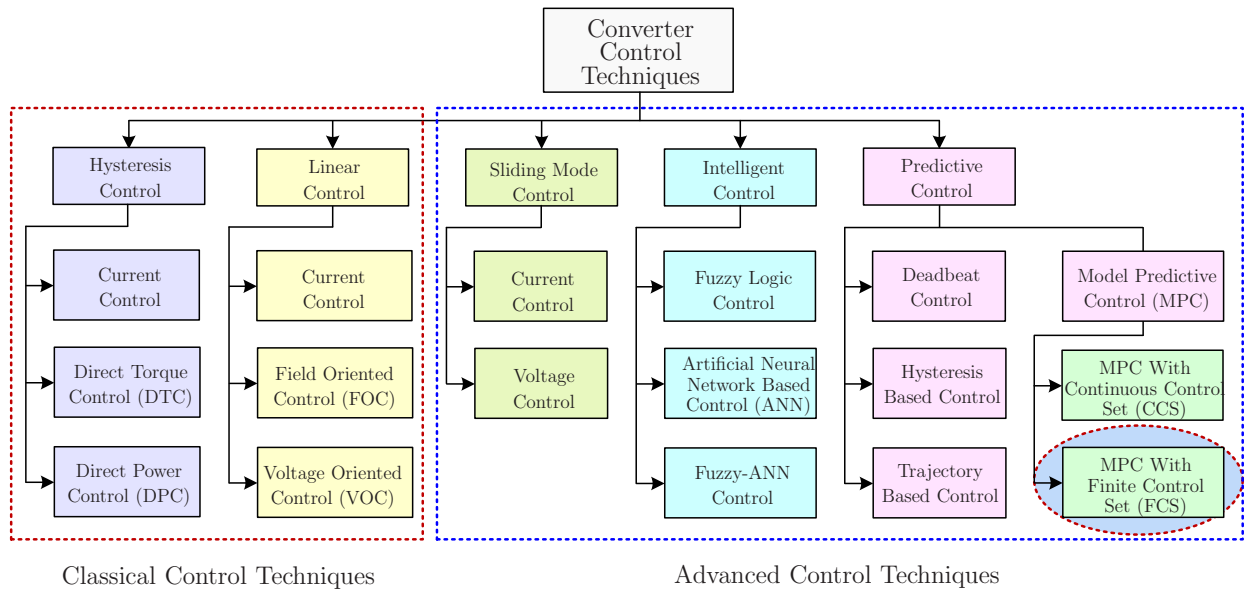 Converter
Control
Techniques
Hysteresis
Control
Linear
Control
Sliding Mode
Control
Intelligent
Control
Predictive
Control
Current
Control
Current
Control
Current
Control
Fuzzy Logic
Control
Deadbeat
Control
Model Predictive
Control (MPC)
Direct Torque
Control (DTC)
Field Oriented
Control (FOC)
Voltage
Control
Artificial Neural
Network Based
Control (ANN)
Hysteresis
Based Control
MPC With
Continuous Control
Set (CCS)
Direct Power
Control (DPC)
Voltage Oriented
Control (VOC)
Fuzzy-ANN
Control
Trajectory
Based Control
MPC With
Finite Control
Set (FCS)
Classical Control Techniques
Advanced Control Techniques